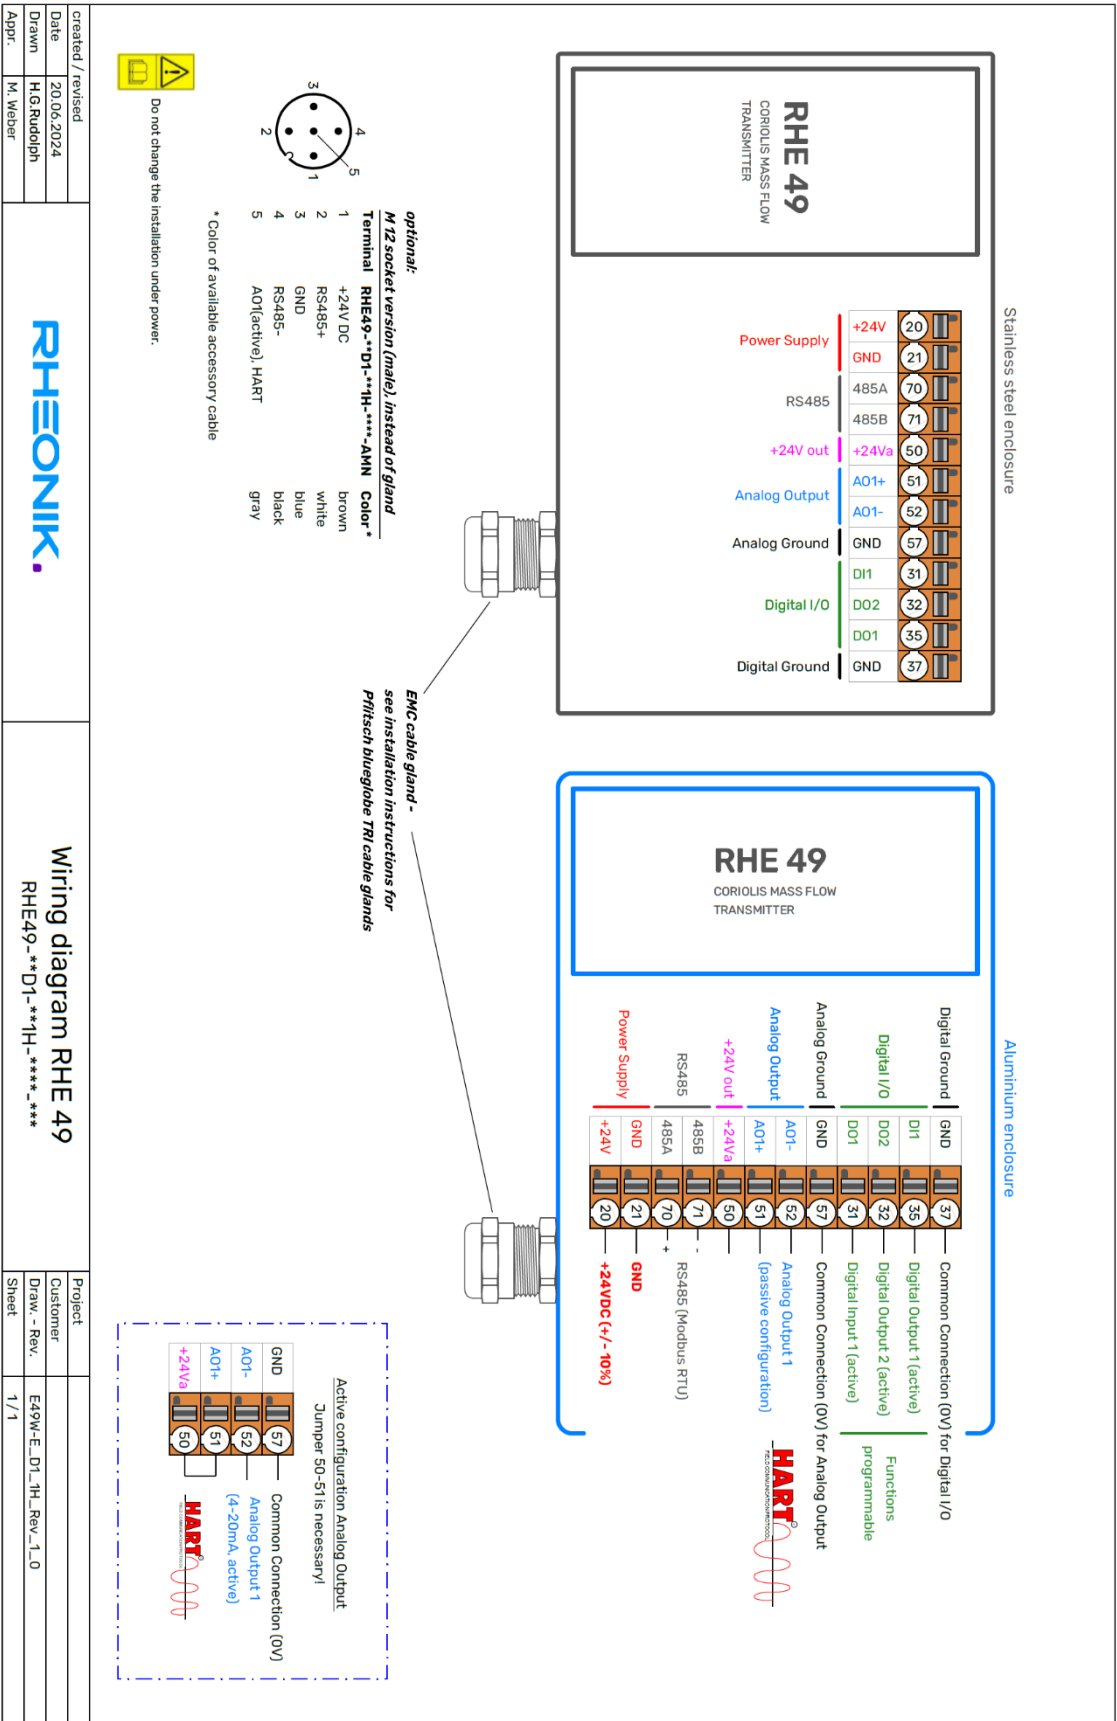 Stainless steel enclosure
RHE 49
CORIOLIS MASS FLOW
TRANSMITTER
Power Supply
+24V 20
GND 21
RS485
485A 70
485B 71
+24V out
+24Va 50
Analog Output
AO1+ 51
AO1- 52
Analog Ground
GND 57
Digital I/O
DI1 31
DO2 32
DO1 35
Digital Ground
GND 37
Aluminium enclosure
RHE 49
CORIOLIS MASS FLOW
TRANSMITTER
Digital Ground GND 37 Common Connection (0V) for Digital I/O
Digital I/O
DI1 35 Digital Output 1 (active)
DO2 32 Digital Output 2 (active)
DO1 31 Digital Input 1 (active)
Functions
programmable
Analog Ground GND 57 Common Connection (0V) for Analog Output
Analog Output
AO1- 52 Analog Output 1
AO1+ 51 (passive configuration)
HART
FIELD COMMUNICATION PROTOCOL
+24V out +24Va 50
RS485
485B 71 -
485A 70 +
RS485 (Modbus RTU)
Power Supply
GND 21 GND
+24V 20 +24VDC (+/- 10%)
optional:
M12 socket version (male), instead of gland
Terminal RHE49-**D1-**1H-****-AMN Color *
1 +24V DC brown
2 RS485+ white
3 GND blue
4 RS485- black
5 AO1(active), HART gray
* Color of available accessory cable
3
4
2
1
5
Do not change the installation under power.
EMC cable gland -
see installation instructions for
Pflitsch blueglobe TRI cable glands
Active configuration Analog Output
Jumper 50-51 is necessary!
GND 57 Common Connection (0V)
AO1- 52 Analog Output 1
AO1+ 51 (4-20mA, active)
+24Va 50
HART
FIELD COMMUNICATION PROTOCOL
created / revised
Date 20.06.2024
Drawn H.G.Rudolph
Appr. M. Weber
RHEONIK.
Wiring diagram RHE 49
RHE49-**D1-**1H-****-***
Project
Customer
Draw. - Rev. E49W-E_D1_1H_Rev_1_0
Sheet 1 / 1